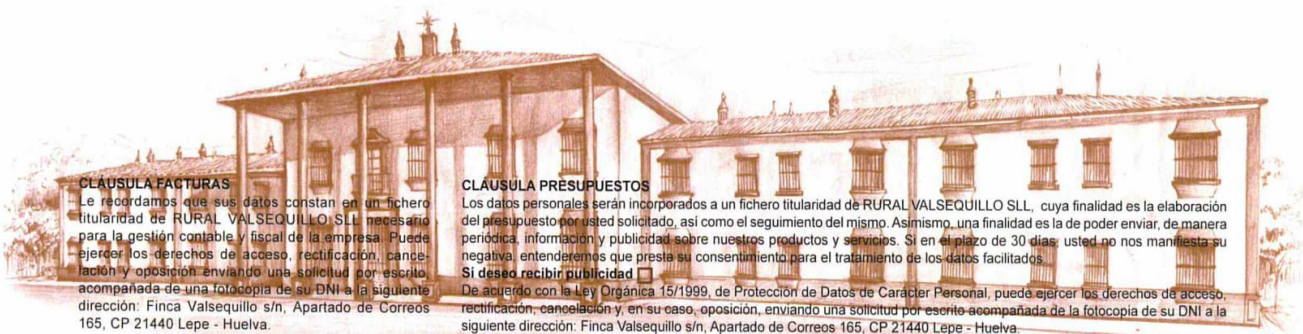 CLÁUSULA FACTURAS
Le recordamos que sus datos constan en un fichero
titularidad de RURAL VALSEQUILLO SLL necesario
para la gestión contable y fiscal de la empresa. Puede
ejercer los derechos de acceso, rectificación, cance-
lación y oposición enviando una solicitud por escrito,
acompañada de una fotocopia de su DNI a la siguiente
dirección: Finca Valsequillo s/n, Apartado de Correos
165, CP 21440 Lepe - Huelva.
CLÁUSULA PRESUPUESTOS
Los datos personales serán incorporados a un fichero titularidad de RURAL VALSEQUILLO SLL, cuya finalidad es la elaboración
del presupuesto por usted solicitado, así como el seguimiento del mismo. Asimismo, una finalidad es la de poder enviar, de manera
periódica, información y publicidad sobre nuestros productos y servicios. Si en el plazo de 30 días, usted no nos manifiesta su
negativa, entenderemos que presta su consentimiento para el tratamiento de los datos facilitados.
Si deseo recibir publicidad
De acuerdo con la Ley Orgánica 15/1999, de Protección de Datos de Carácter Personal, puede ejercer los derechos de acceso,
rectificación, cancelación y, en su caso, oposición, enviando una solicitud por escrito acompañada de la fotocopia de su DNI a la
siguiente dirección: Finca Valsequillo s/n, Apartado de Correos 165, CP 21440 Lepe - Huelva.